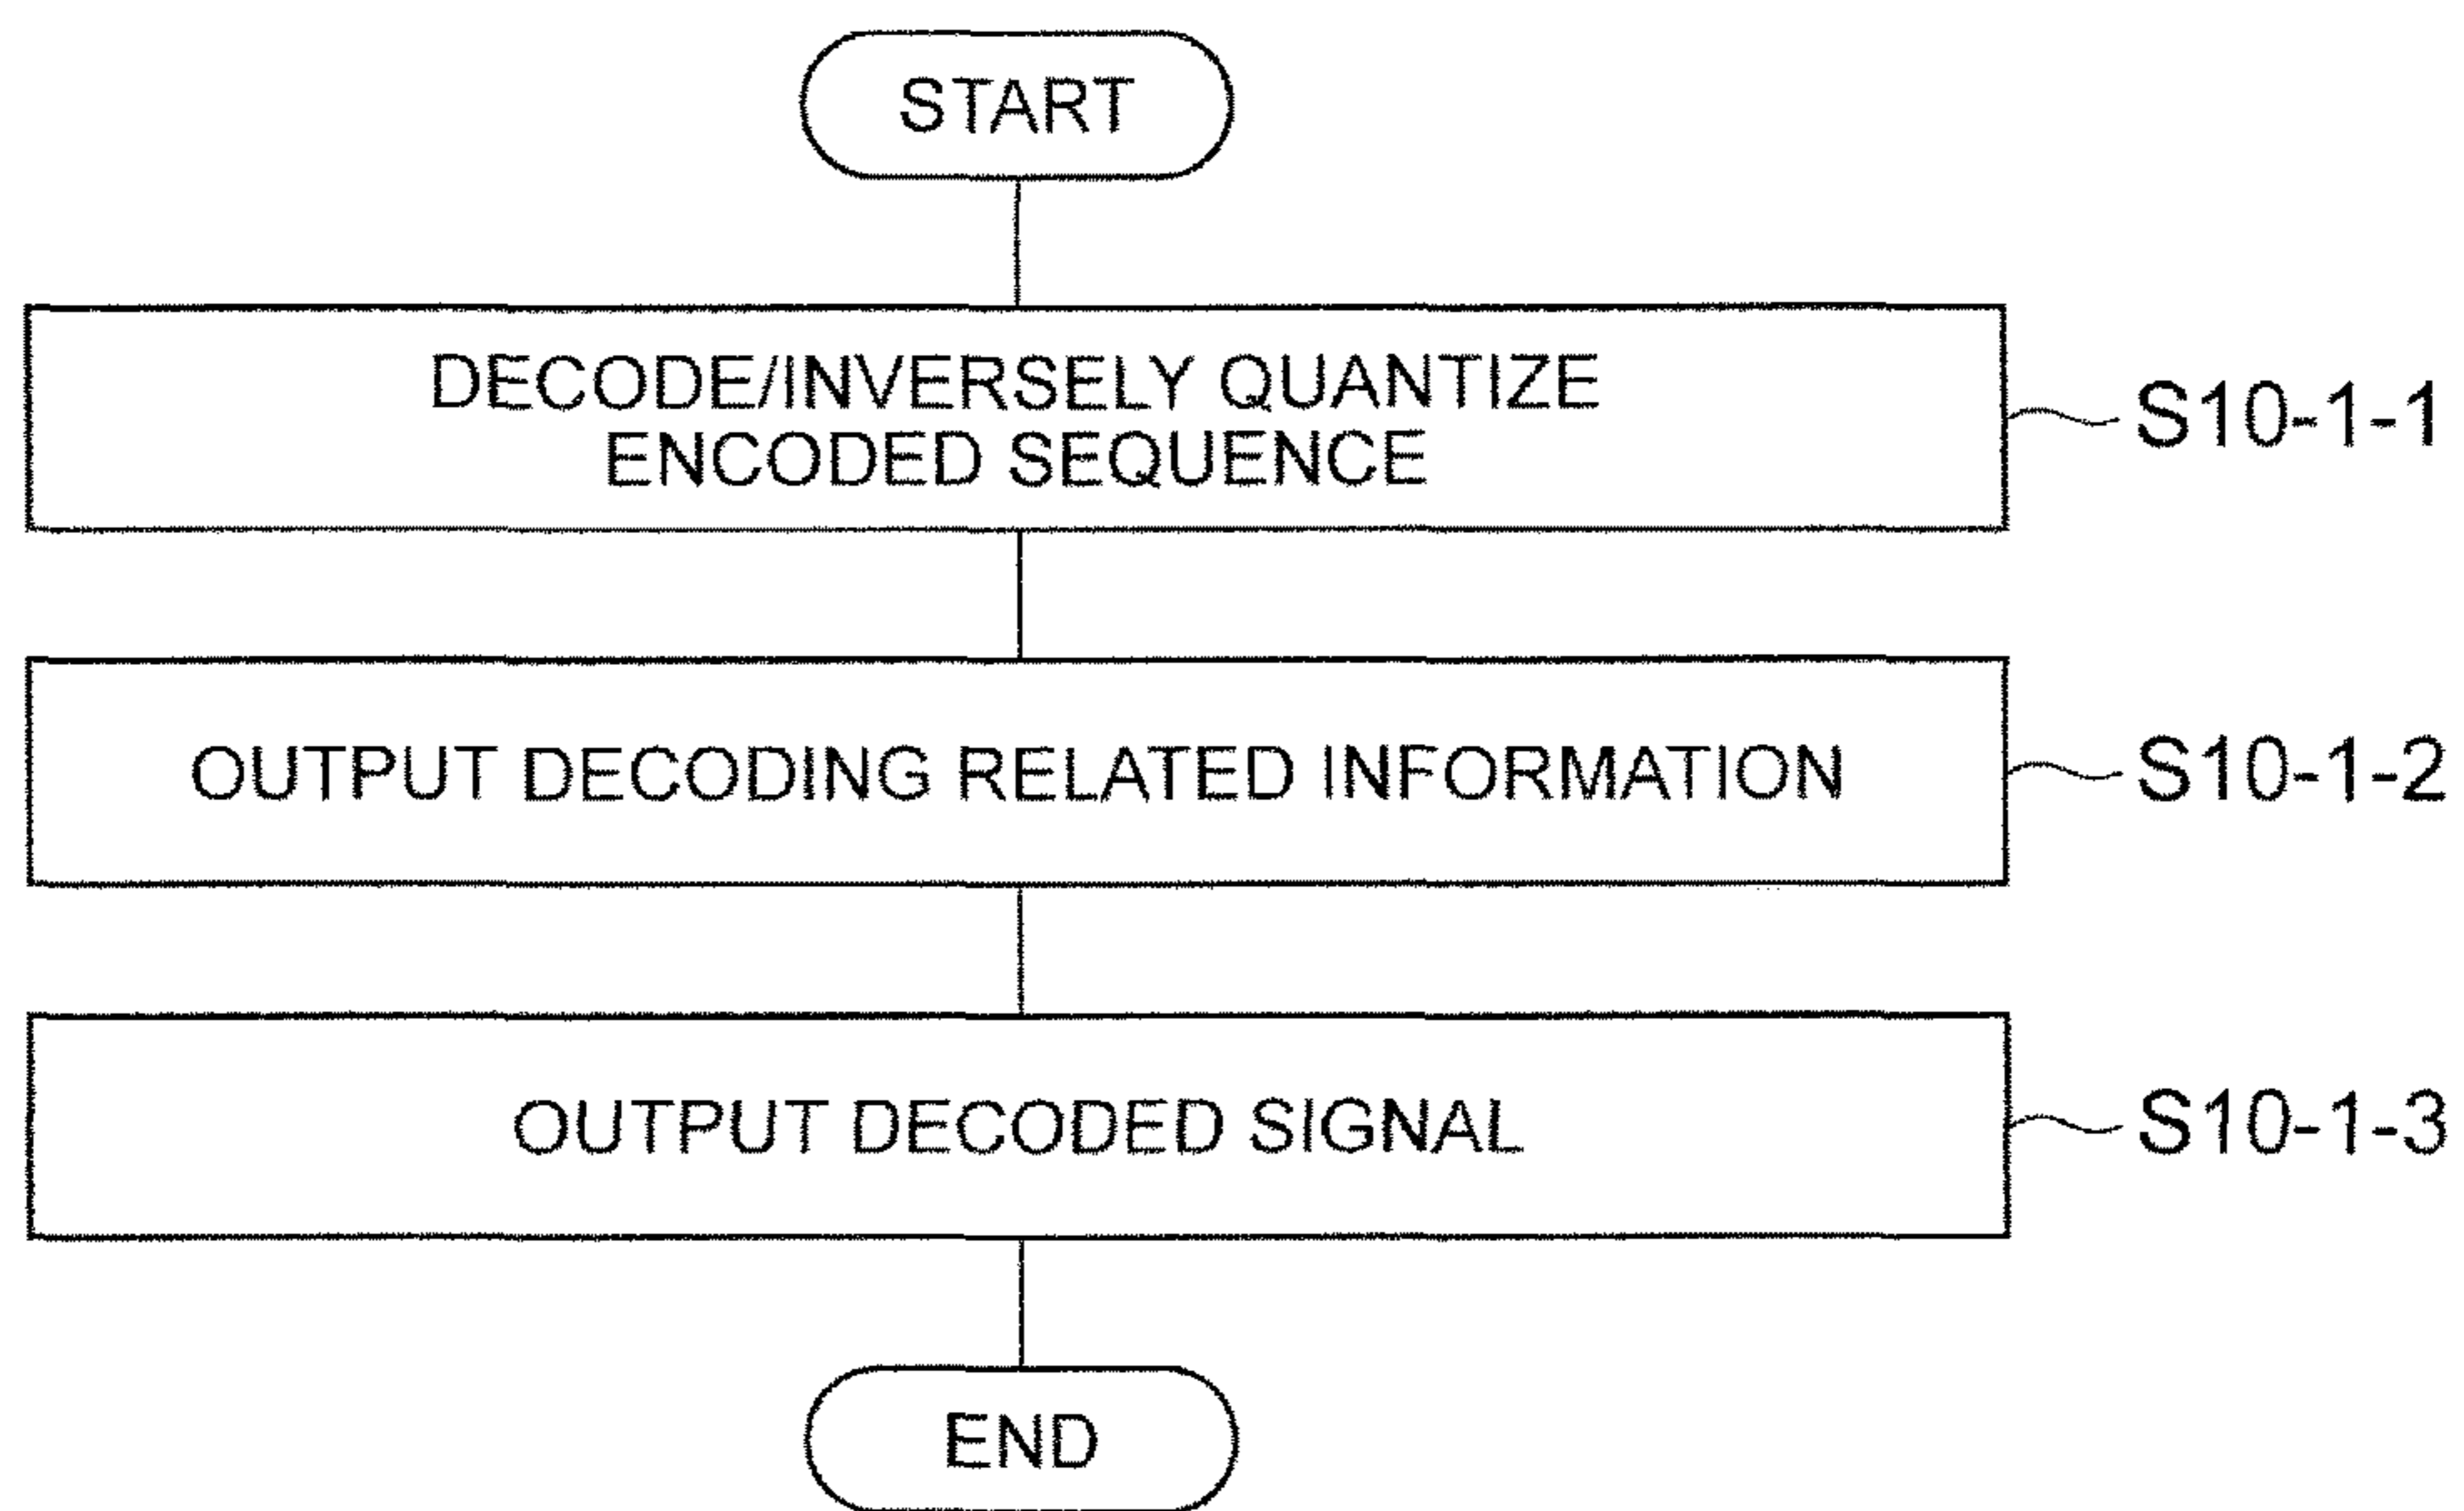 START
DECODE/INVERSELY QUANTIZE
ENCODED SEQUENCE
S10-1-1
OUTPUT DECODING RELATED INFORMATION
S10-1-2
OUTPUT DECODED SIGNAL
S10-1-3
END